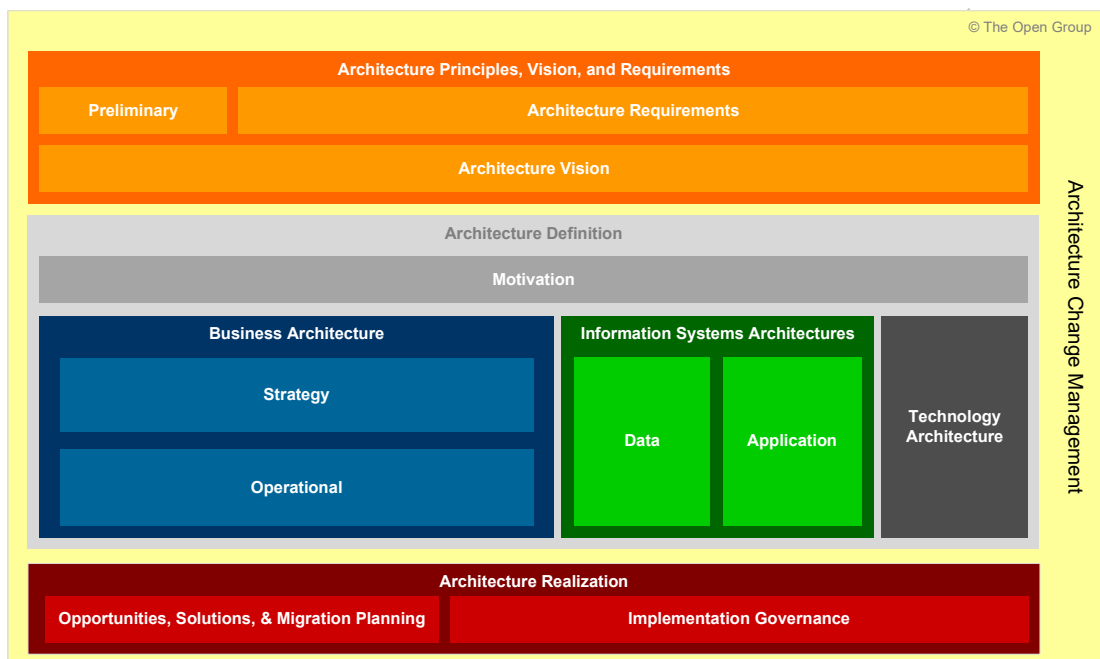 © The Open Group
Architecture Principles, Vision, and Requirements
Preliminary
Architecture Requirements
Architecture Vision
Architecture Definition
Motivation
Business Architecture
Strategy
Operational
Information Systems Architectures
Data
Application
Technology
Architecture
Architecture Realization
Opportunities, Solutions, & Migration Planning
Implementation Governance
Architecture Change Management